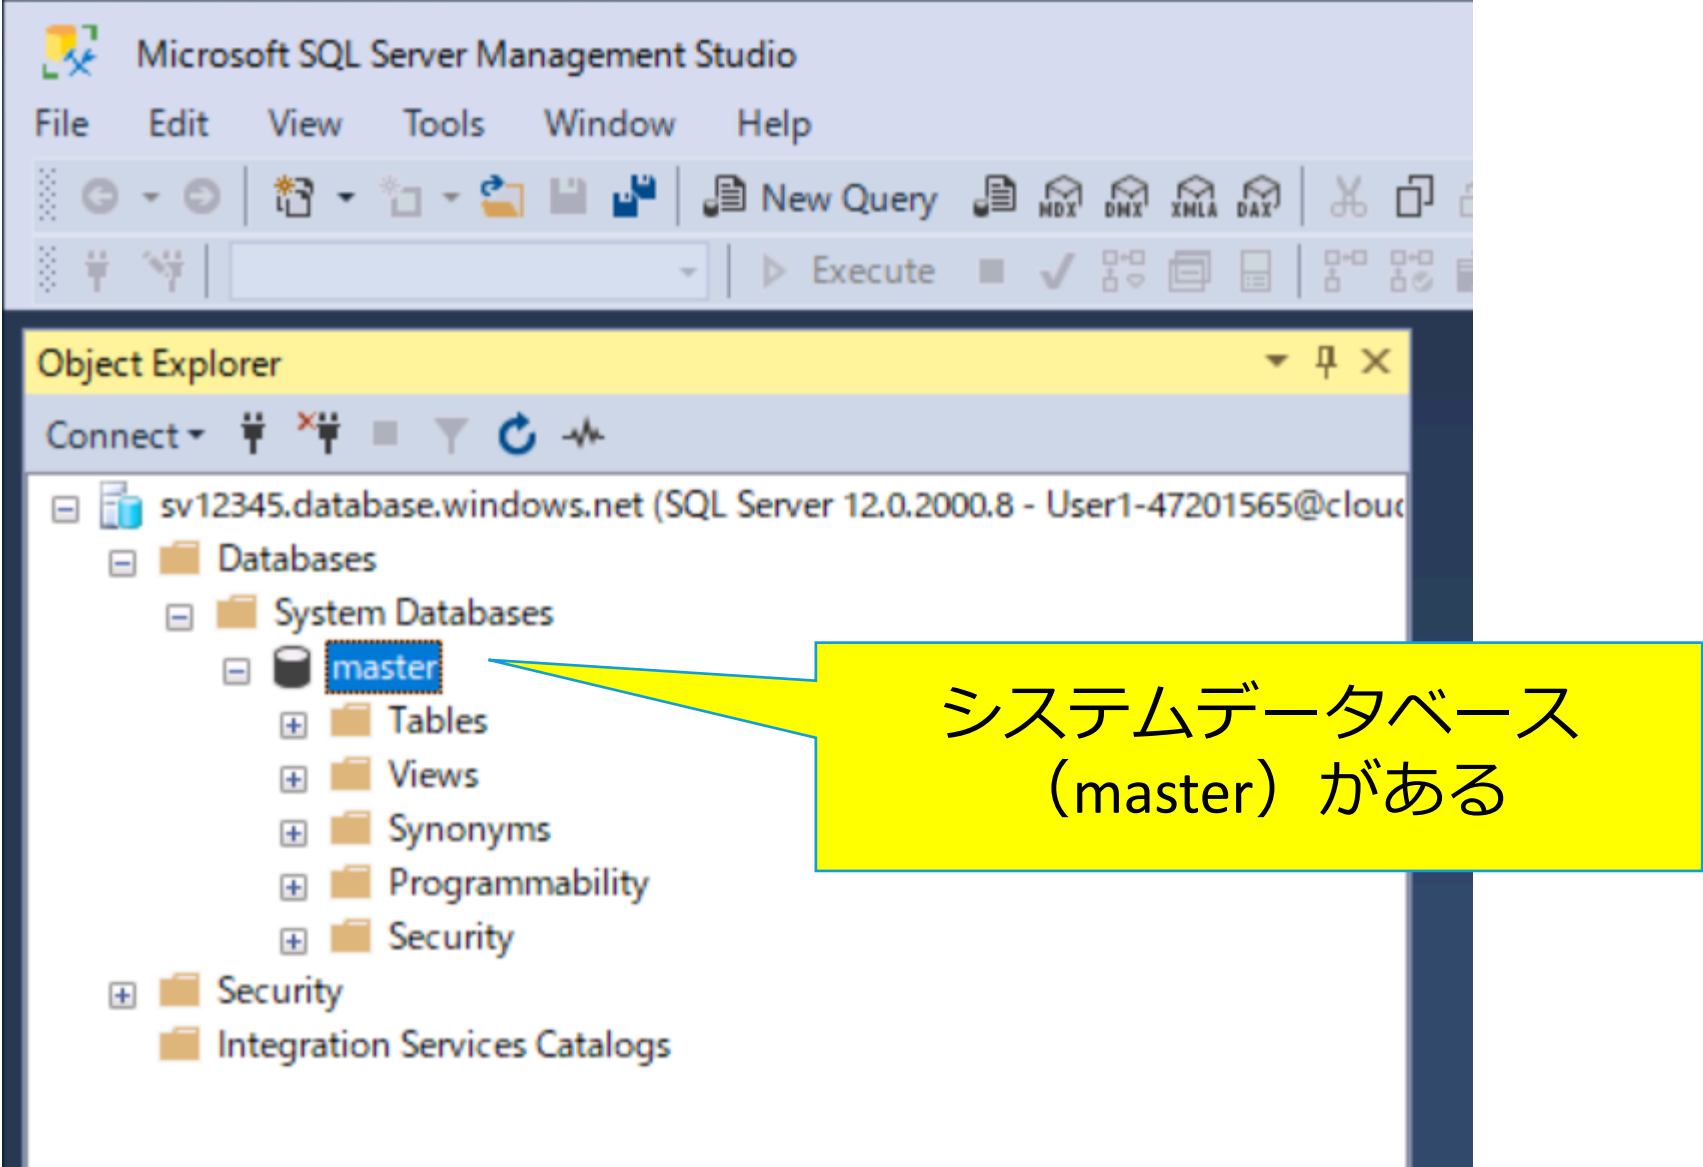 Microsoft SQL Server Management Studio
File Edit View Tools Window Help
New Query MDX DMX XMLA DAX
Execute
Object Explorer
Connect
sv12345.database.windows.net (SQL Server 12.0.2000.8 - User1-47201565@clouc
Databases
System Databases
master
Tables
Views
Synonyms
Programmability
Security
Security
Integration Services Catalogs
システムデータベース
（master）がある